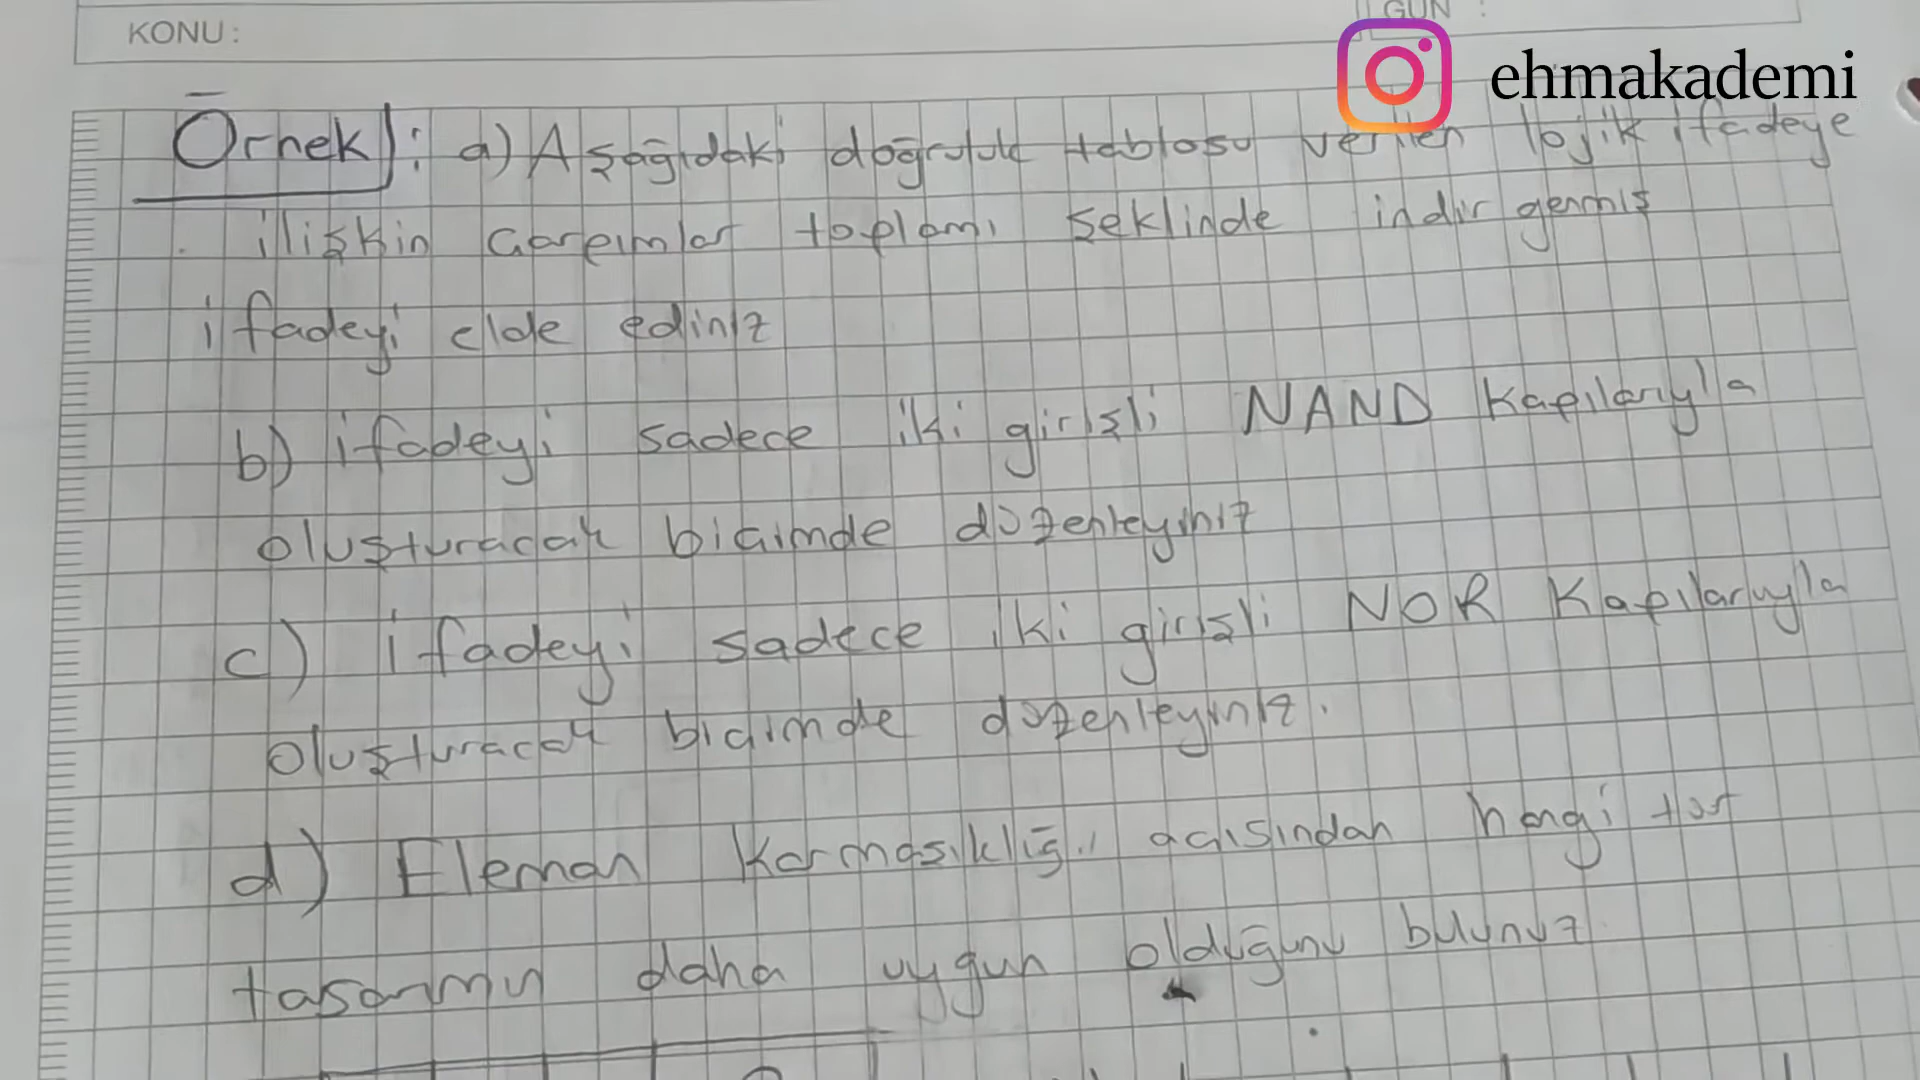 KONU:
GÜN :
ehmakademi
Örnek): a) Aşağıdaki doğruluk tablosu verilen lojik ifadeye
ilişkin çarpımlar toplamı şeklinde indirgenmiş
ifadeyi elde ediniz
b) ifadeyi sadece iki girişli NAND kapılarıyla
oluşturacak biçimde düzenleyiniz
c) ifadeyi sadece iki girişli NOR kapılarıyla
oluşturacak biçimde düzenleyiniz.
d) Eleman karmaşıklığı açısından hangi tür
tasarımın daha uygun olduğunu bulunuz